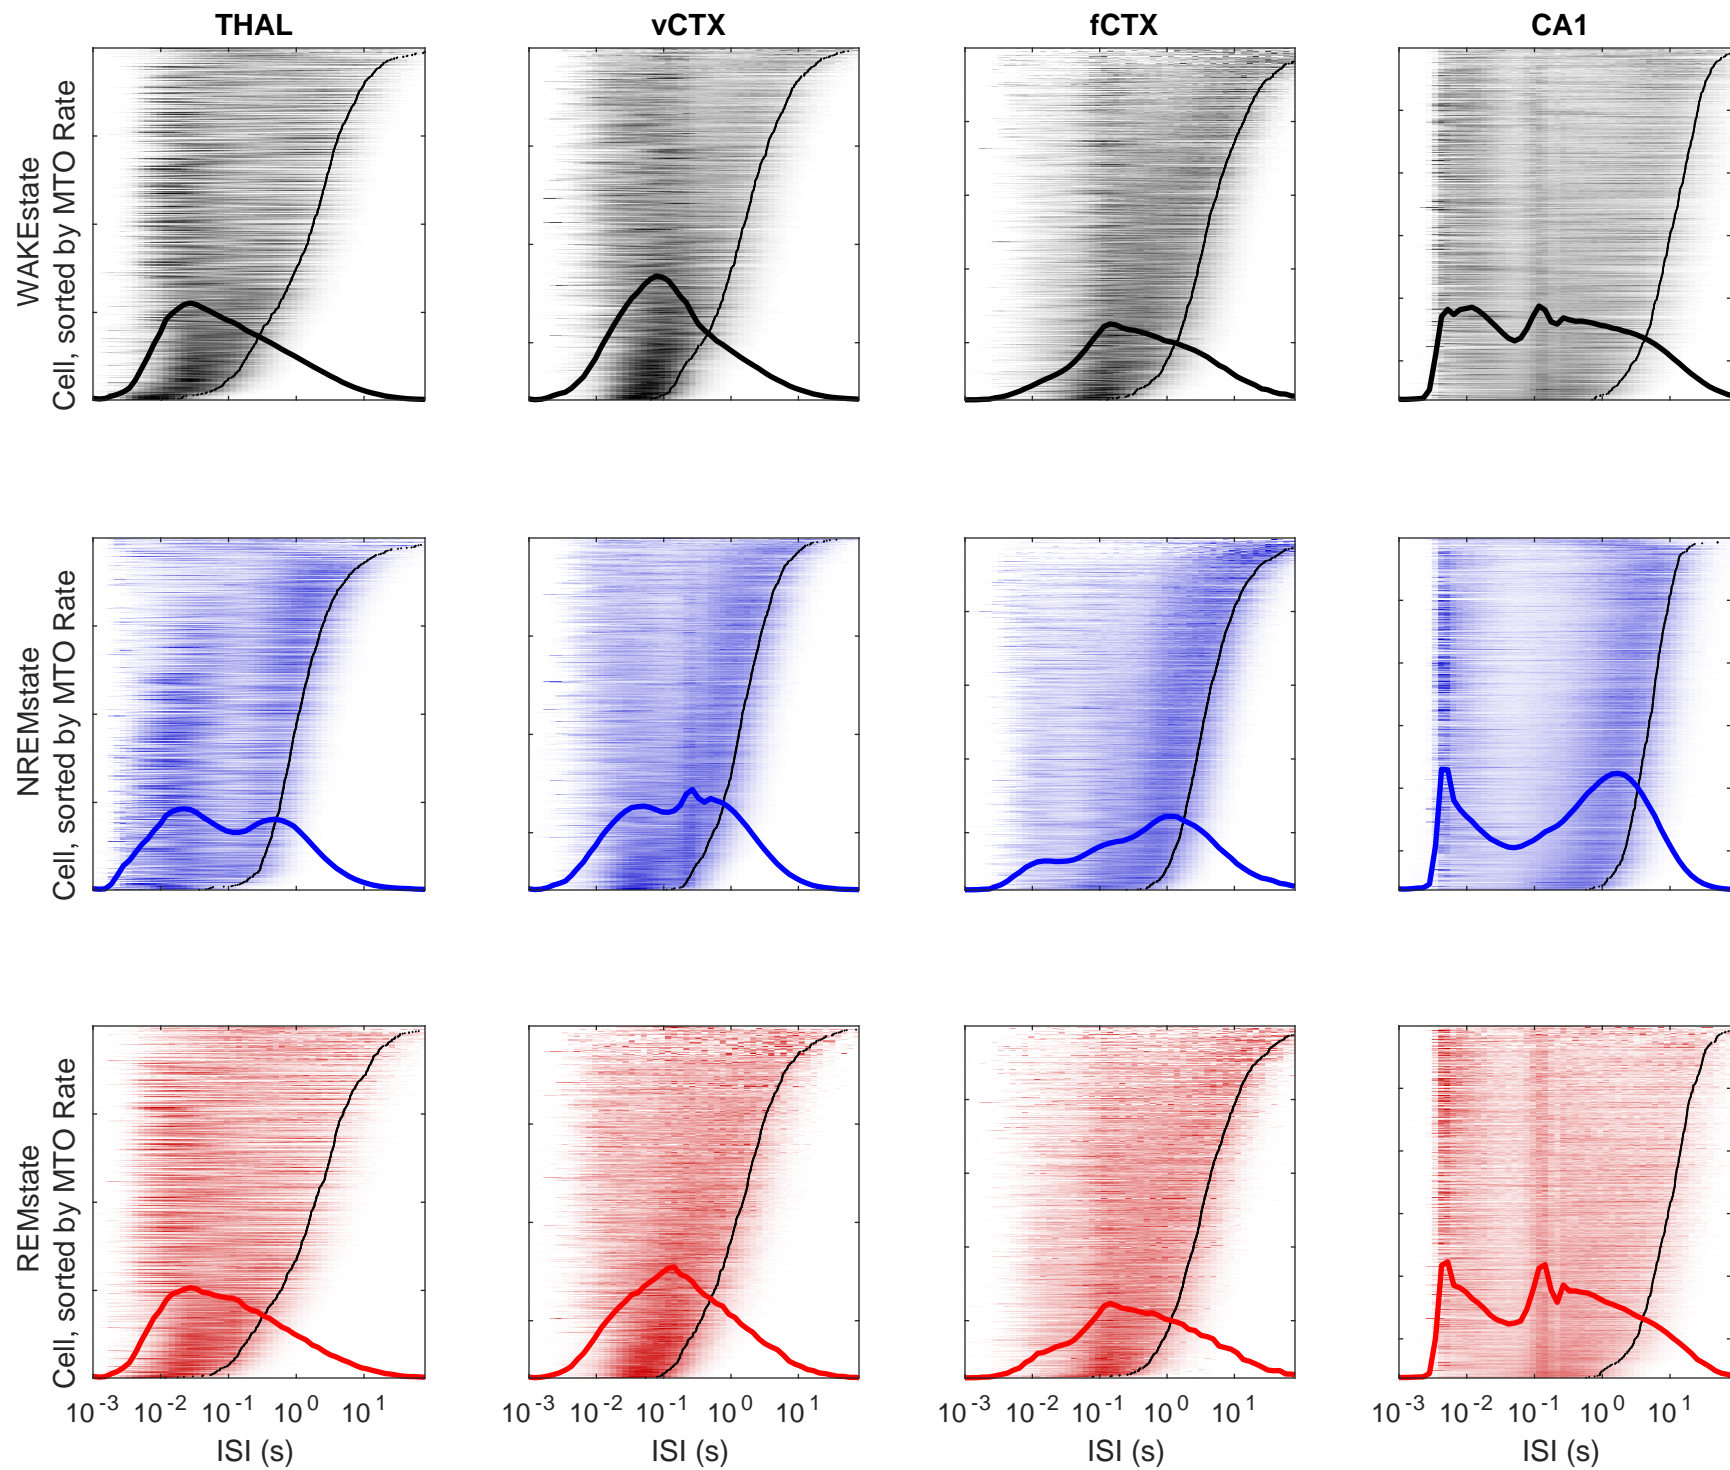 THAL vCTX fCTX CA1
WAKEstate
Cell, sorted by MTO Rate
NREMstate
Cell, sorted by MTO Rate
REMstate
Cell, sorted by MTO Rate
10^-3 10^-2 10^-1 10^0 10^1 10^-3 10^-2 10^-1 10^0 10^1 10^-3 10^-2 10^-1 10^0 10^1 10^-3 10^-2 10^-1 10^0 10^1
ISI (s) ISI (s) ISI (s) ISI (s)